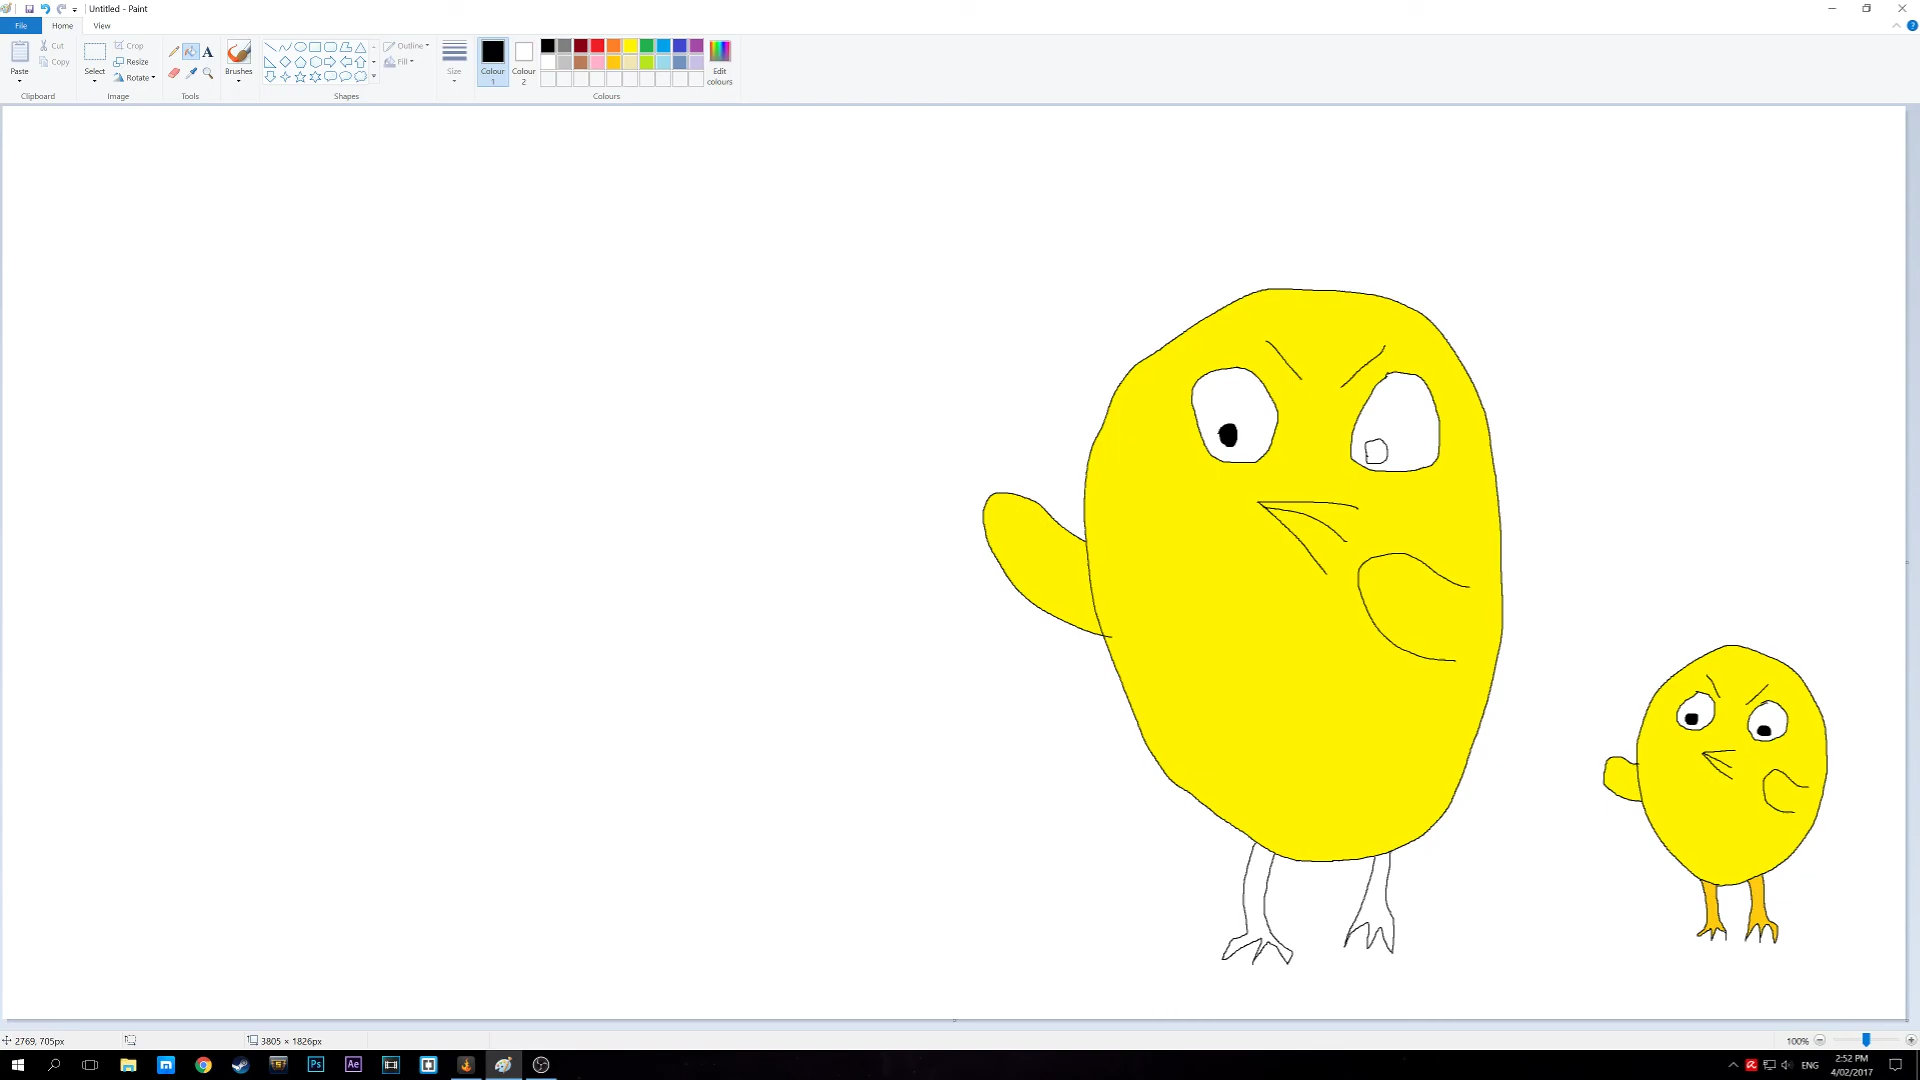 Untitled - Paint
File Home View
Paste
Cut
Copy
Clipboard
Select
Crop
Resize
Rotate
Image
A
Tools
Brushes
Outline
Fill
Shapes
Size
Colour
1
Colour
2
Edit
colours
Colours
2769, 705px
3805 × 1826px
100%
Ps
Ae
ENG
2:52 PM
4/02/2017